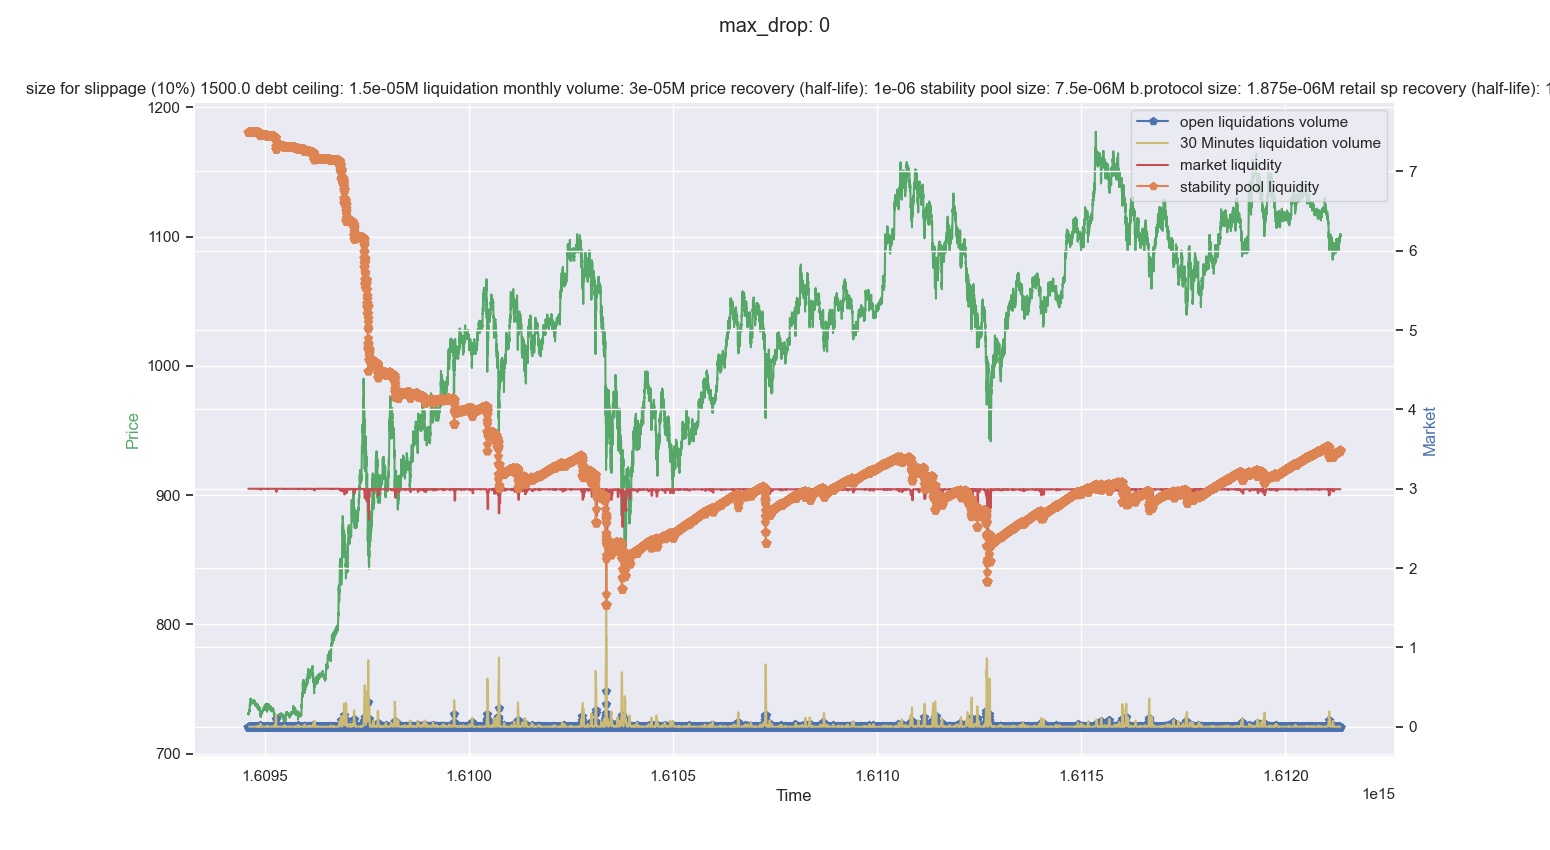 max_drop: 0
size for slippage (10%) 1500.0 debt ceiling: 1.5e-05M liquidation monthly volume: 3e-05M price recovery (half-life): 1e-06 stability pool size: 7.5e-06M b.protocol size: 1.875e-06M retail sp recovery (half-life): 1
open liquidations volume
30 Minutes liquidation volume
market liquidity
stability pool liquidity
1200
1100
1000
900
800
700
Price
7
6
5
4
3
2
1
0
Market
1.6095
1.6100
1.6105
1.6110
1.6115
1.6120
1e15
Time